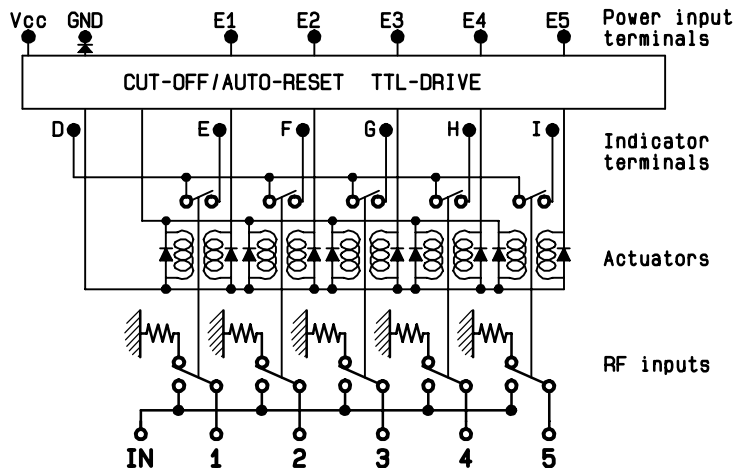 Vcc GND E1 E2 E3 E4 E5 Power input
terminals
CUT-OFF/AUTO-RESET TTL-DRIVE
D E F G H I
Indicator
terminals
Actuators
RF inputs
IN 1 2 3 4 5